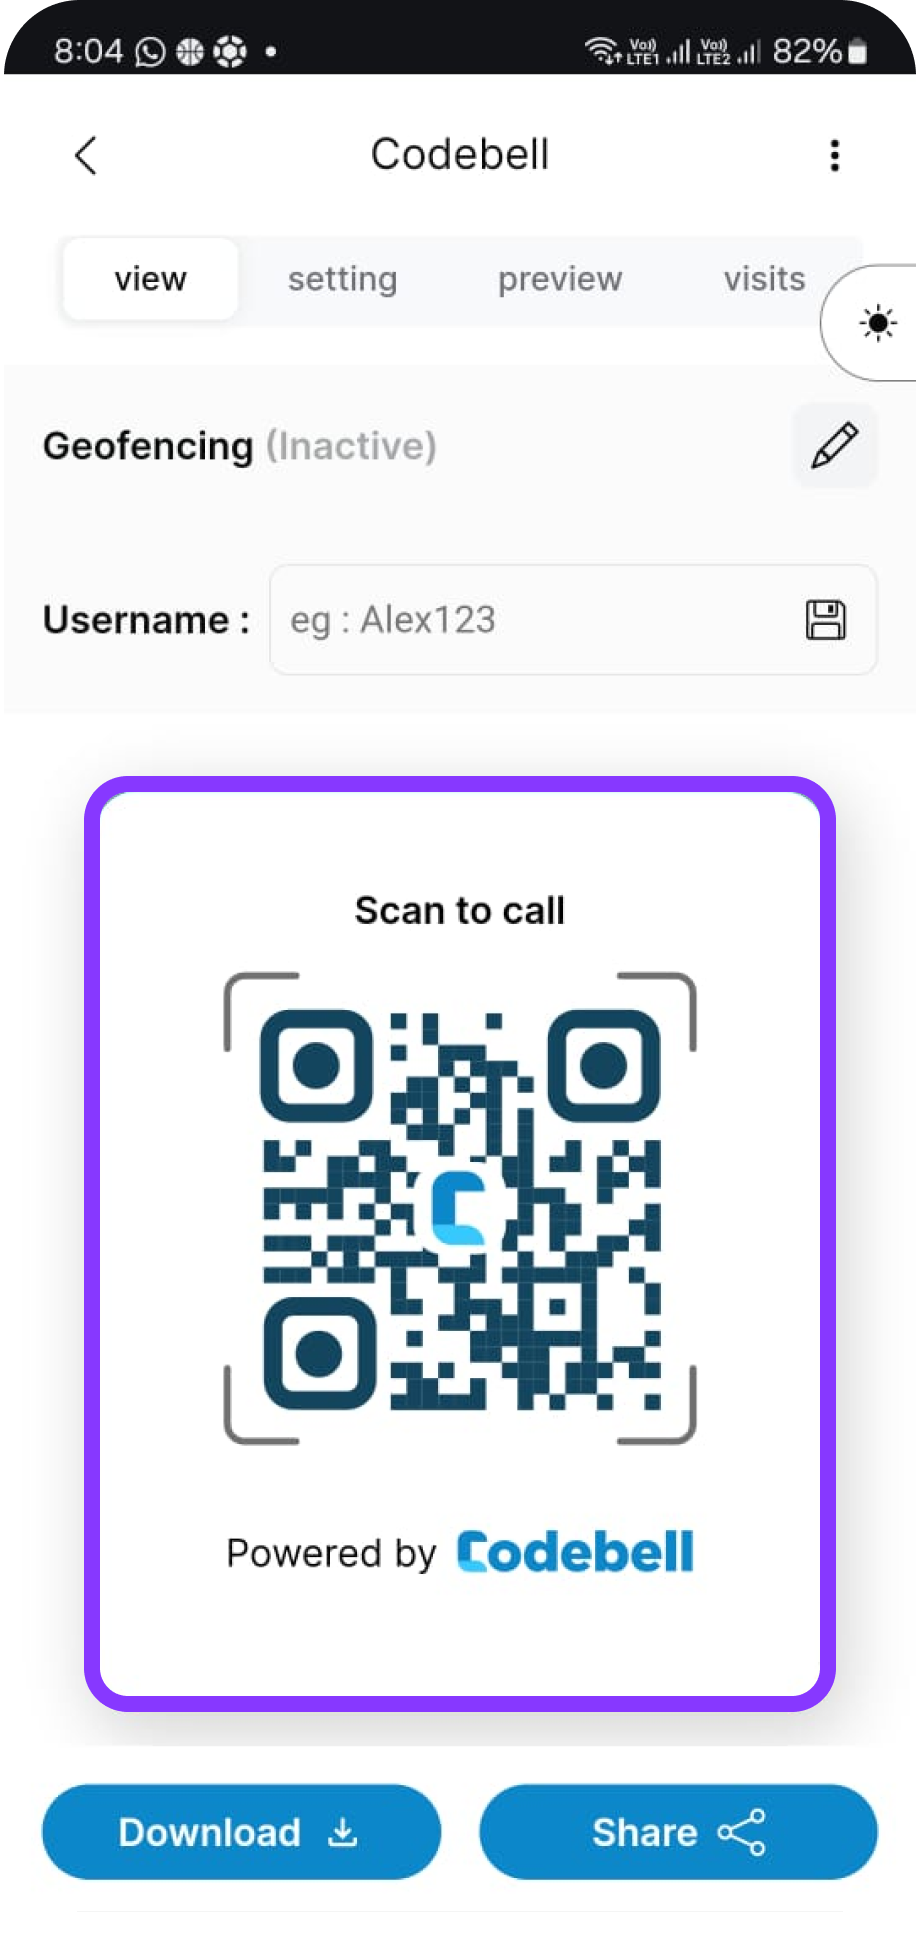 8:04 Vo) LTE1 Vo) LTE2 82%
Codebell
view setting preview visits
Geofencing (Inactive)
Username : eg : Alex123
Scan to call
Powered by Codebell
Download Share